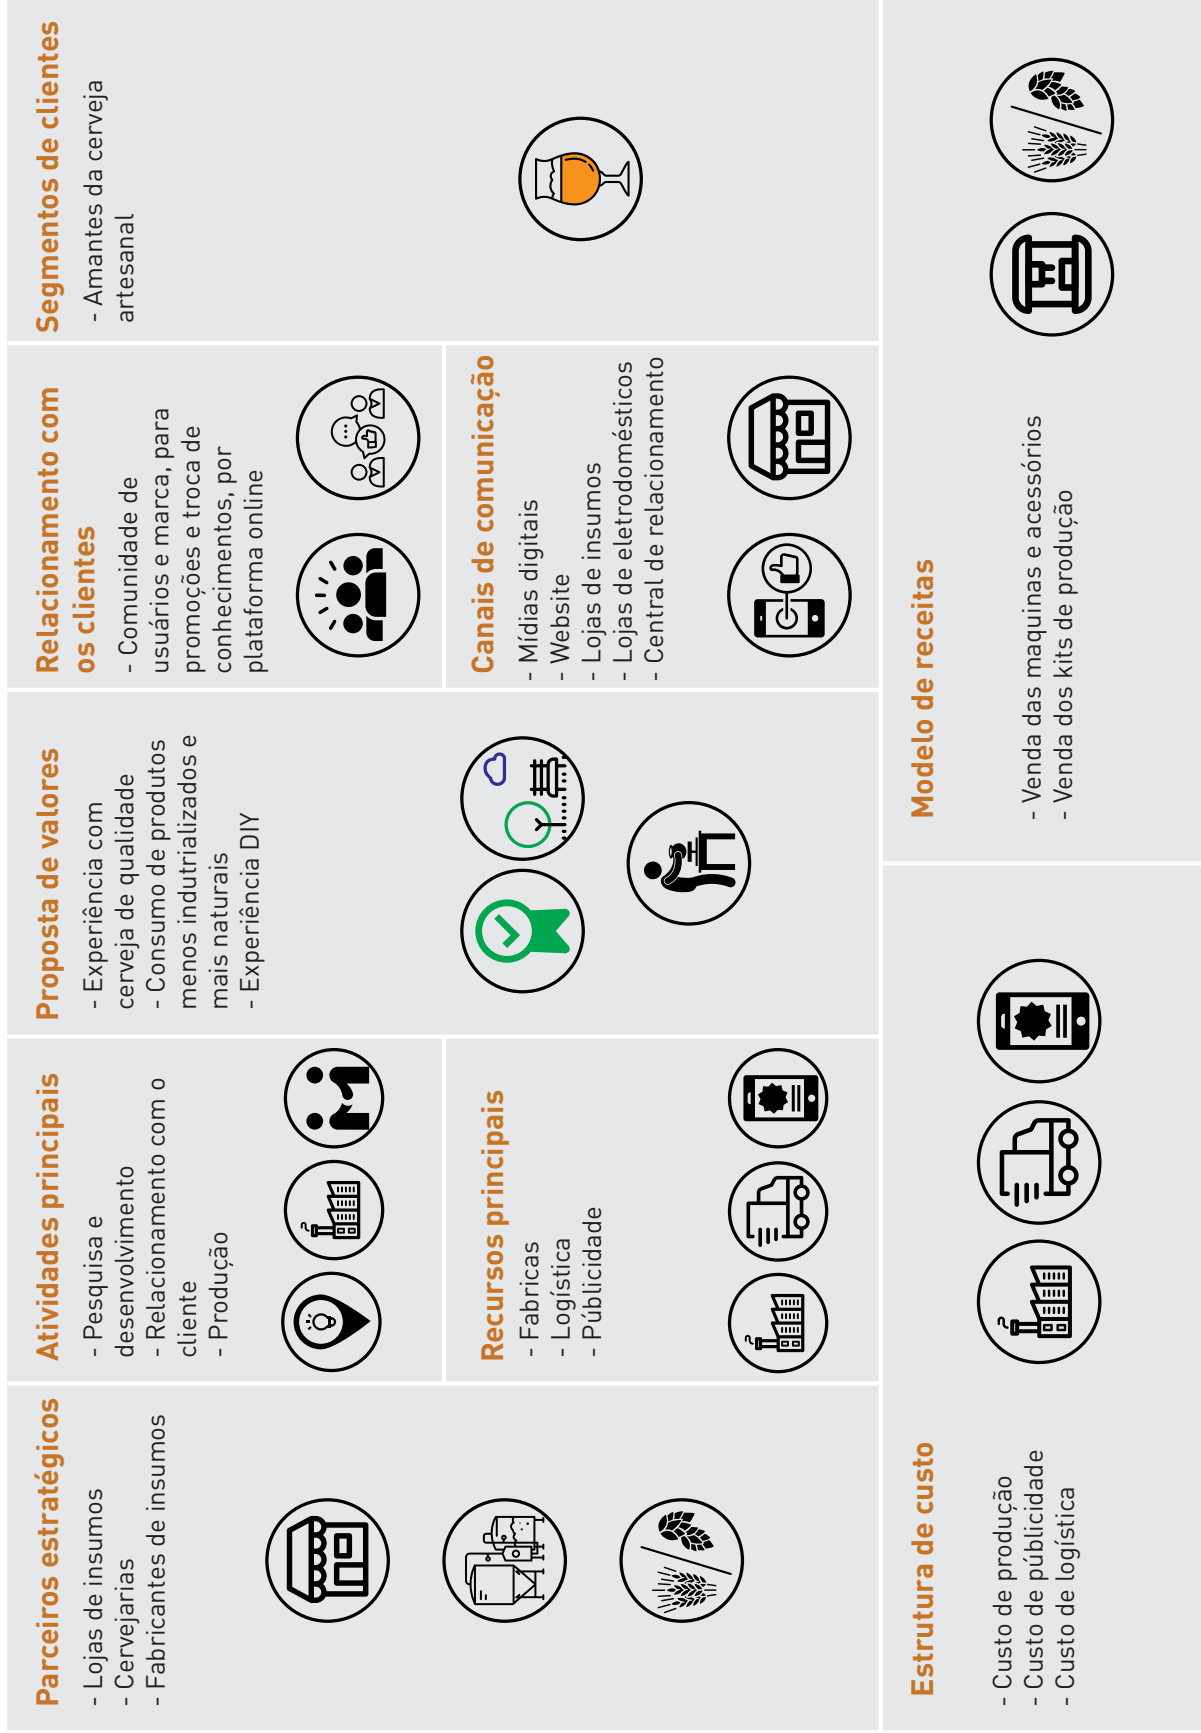 Parceiros estratégicos
- Lojas de insumos
- Cervejarias
- Fabricantes de insumos
Atividades principais
- Pesquisa e
desenvolvimento
- Relacionamento com o
cliente
- Produção
Recursos principais
- Fabricas
- Logística
- Públicidade
Proposta de valores
- Experiência com
cerveja de qualidade
- Consumo de produtos
menos indutrializados e
mais naturais
- Experiência DIY
Relacionamento com
os clientes
- Comunidade de
usuários e marca, para
promoções e troca de
conhecimentos, por
plataforma online
Canais de comunicação
- Mídias digitais
- Website
- Lojas de insumos
- Lojas de eletrodomésticos
- Central de relacionamento
Segmentos de clientes
- Amantes da cerveja
artesanal
Estrutura de custo
- Custo de produção
- Custo de públicidade
- Custo de logística
Modelo de receitas
- Venda das maquinas e acessórios
- Venda dos kits de produção